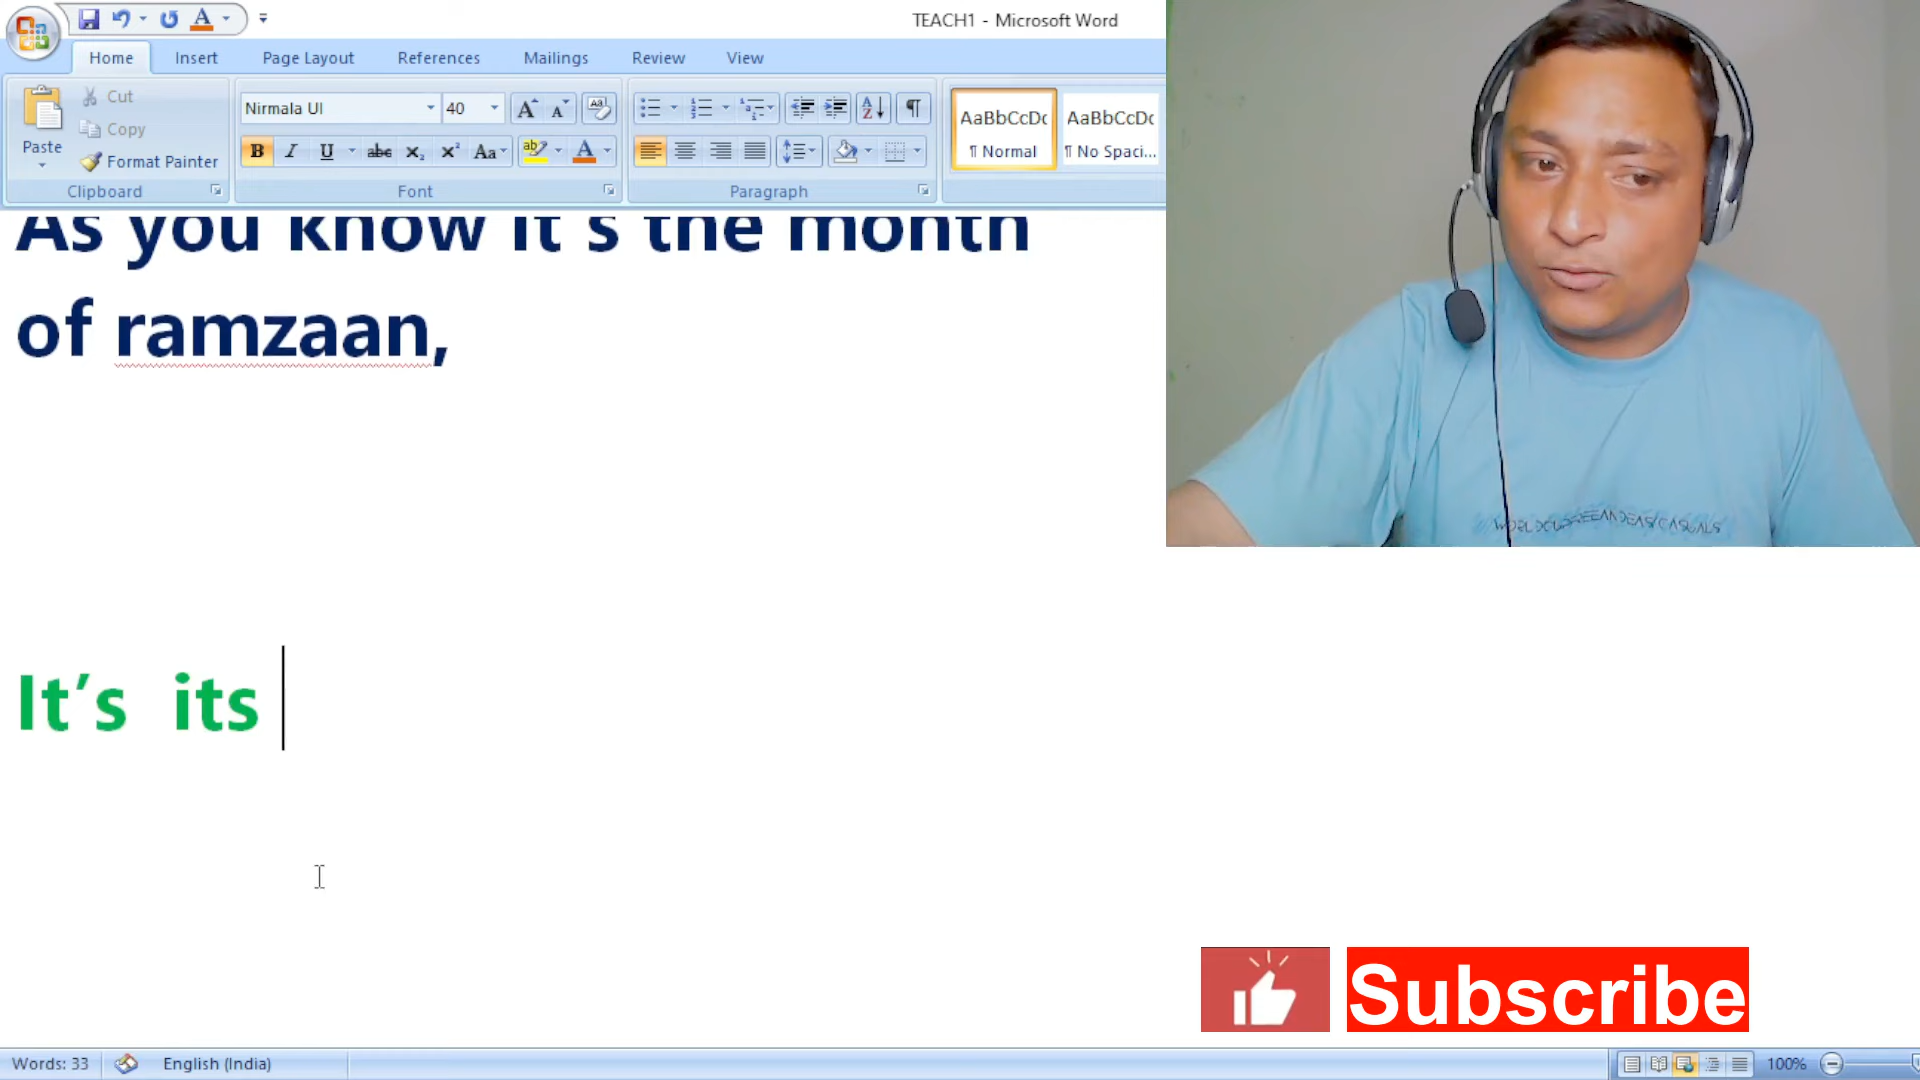 TEACH1 - Microsoft Word
Home Insert Page Layout References Mailings Review View
Paste
Cut
Copy
Format Painter
Clipboard
Nirmala UI 40
Font
Paragraph
AaBbCcDc AaBbCcDc
¶ Normal ¶ No Spaci...
As you know it's the month
of ramzaan,
It’s its
Subscribe
Words: 33 English (India) 100%